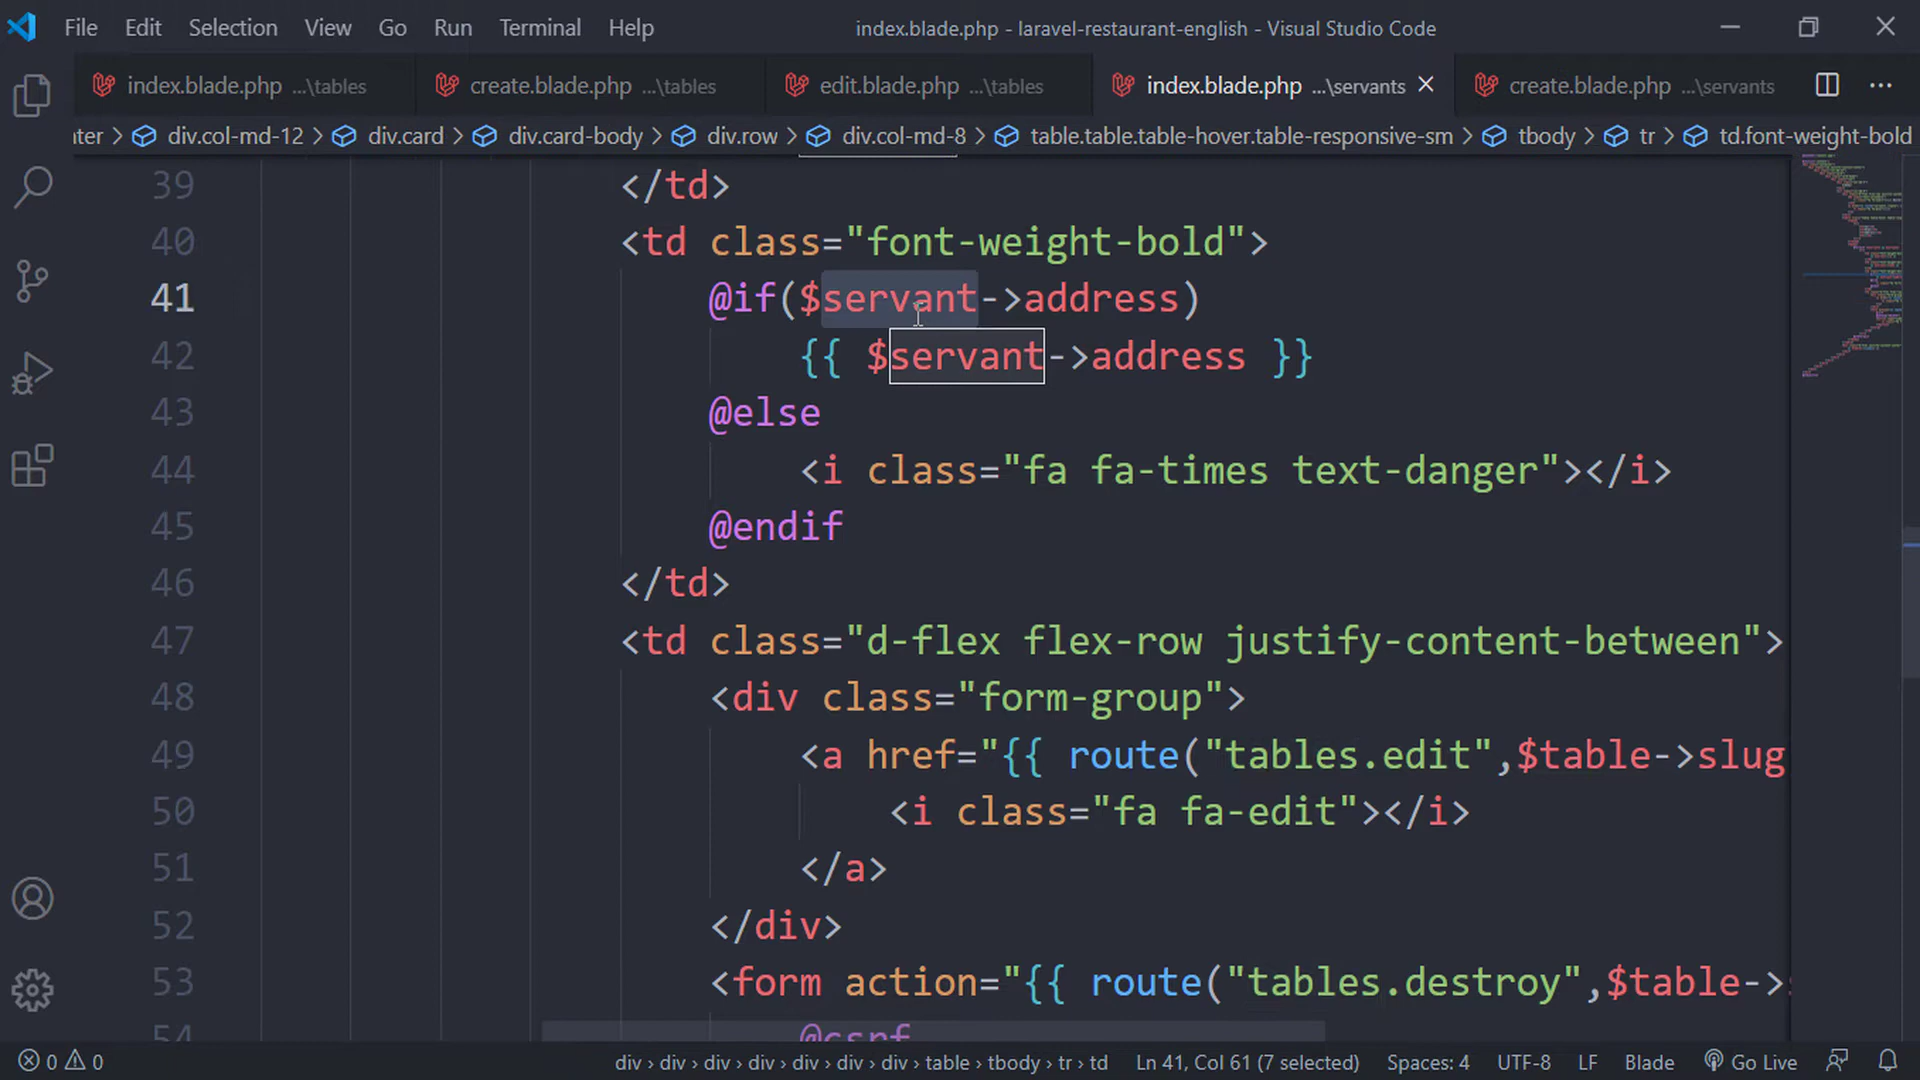 File Edit Selection View Go Run Terminal Help index.blade.php - laravel-restaurant-english - Visual Studio Code
index.blade.php ...\tables create.blade.php ...\tables edit.blade.php ...\tables index.blade.php ...\servants create.blade.php ...\servants
ater > div.col-md-12 > div.card > div.card-body > div.row > div.col-md-8 > table.table.table-hover.table-responsive-sm > tbody > tr > td.font-weight-bold
39 </td>
40 <td class="font-weight-bold">
41 @if($servant->address)
42 {{ $servant->address }}
43 @else
44 <i class="fa fa-times text-danger"></i>
45 @endif
46 </td>
47 <td class="d-flex flex-row justify-content-between">
48 <div class="form-group">
49 <a href="{{ route("tables.edit",$table->slug
50 <i class="fa fa-edit"></i>
51 </a>
52 </div>
53 <form action="{{ route("tables.destroy",$table->
54 @csrf
0 0 div › div › div › div › div › div › div › table › tbody › tr › td Ln 41, Col 61 (7 selected) Spaces: 4 UTF-8 LF Blade Go Live